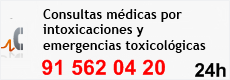 Consultas médicas por
intoxicaciones y
emergencias toxicológicas
91 562 04 20 24h